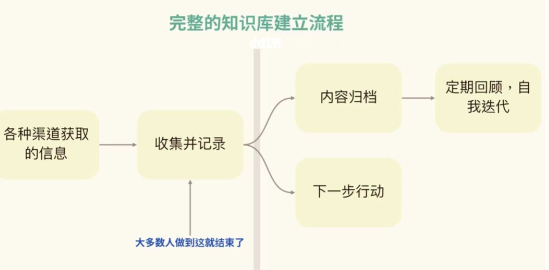 完整的知识库建立流程
各种渠道获取
的信息
收集并记录
内容归档
定期回顾，自
我迭代
下一步行动
大多数人做到这就结束了